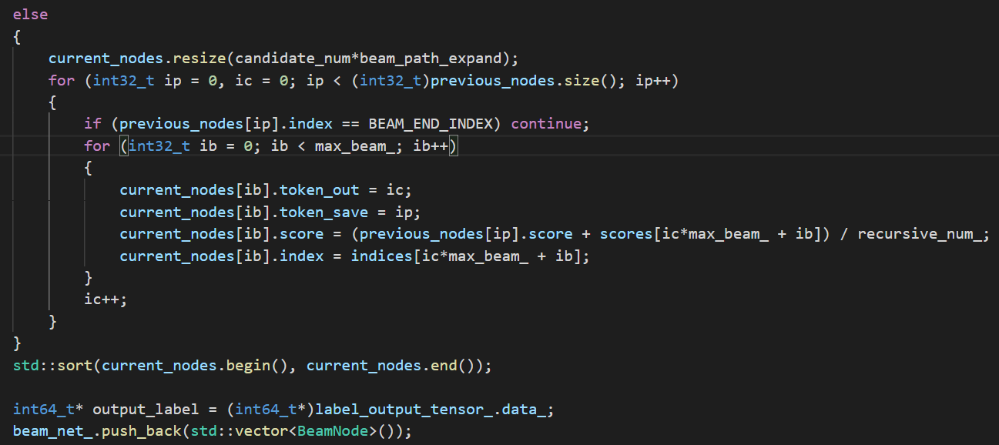 else
{
    current_nodes.resize(candidate_num*beam_path_expand);
    for (int32_t ip = 0, ic = 0; ip < (int32_t)previous_nodes.size(); ip++)
    {
        if (previous_nodes[ip].index == BEAM_END_INDEX) continue;
        for (int32_t ib = 0; ib < max_beam_; ib++)
        {
            current_nodes[ib].token_out = ic;
            current_nodes[ib].token_save = ip;
            current_nodes[ib].score = (previous_nodes[ip].score + scores[ic*max_beam_ + ib]) / recursive_num_;
            current_nodes[ib].index = indices[ic*max_beam_ + ib];
        }
        ic++;
    }
}
std::sort(current_nodes.begin(), current_nodes.end());

int64_t* output_label = (int64_t*)label_output_tensor_.data_;
beam_net_.push_back(std::vector<BeamNode>());